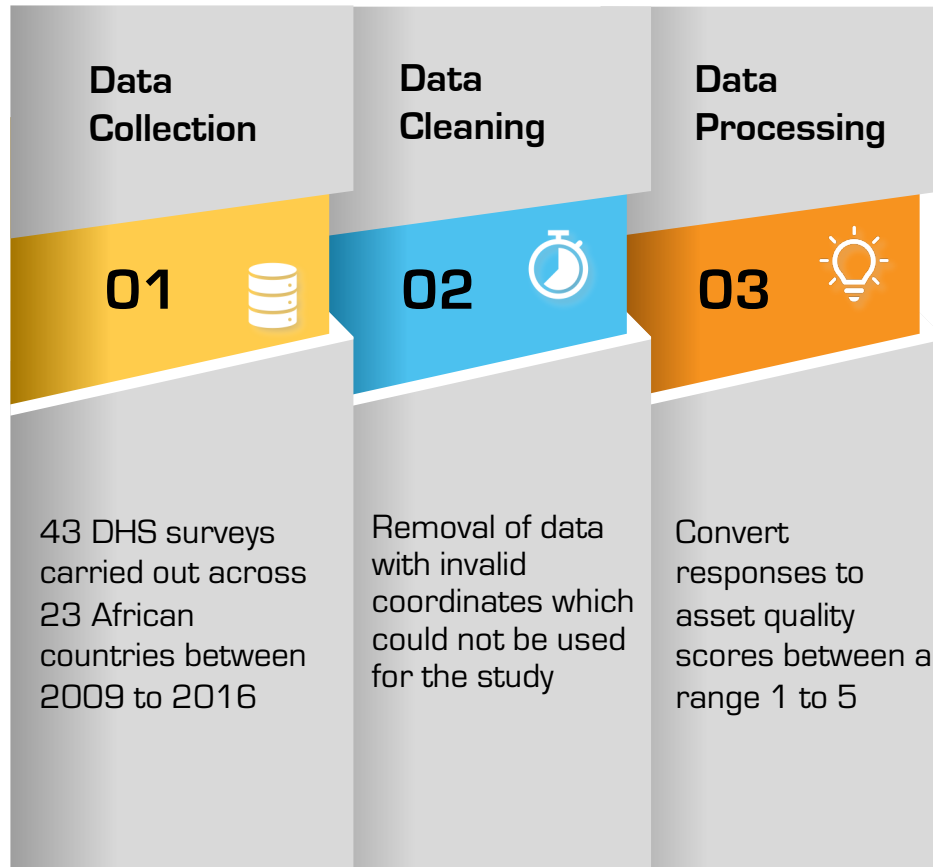 Data
Collection
01
43 DHS surveys
carried out across
23 African
countries between
2009 to 2016
Data
Cleaning
02
Removal of data
with invalid
coordinates which
could not be used
for the study
Data
Processing
03
Convert
responses to
asset quality
scores between a
range 1 to 5